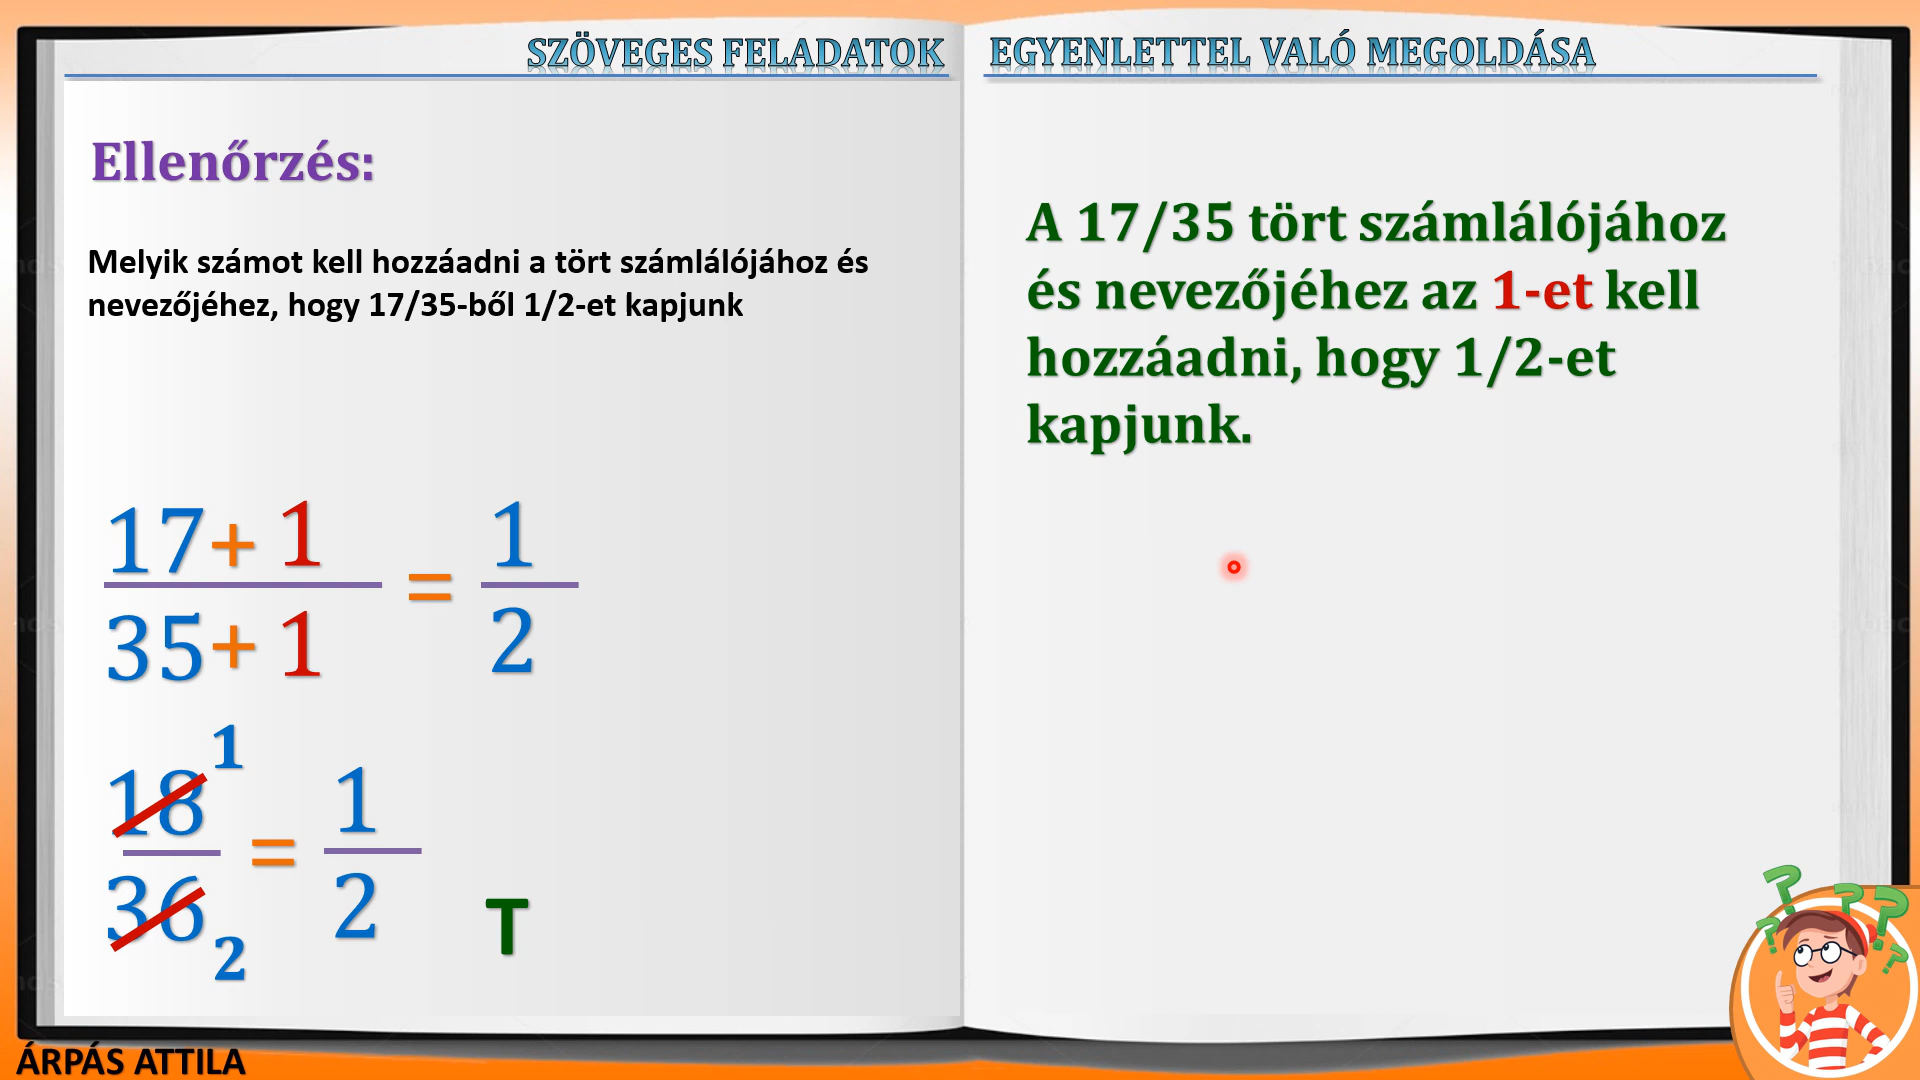 SZÖVEGES FELADATOK
EGYENLETTEL VALÓ MEGOLDÁSA
Ellenőrzés:
Melyik számot kell hozzáadni a tört számlálójához és
nevezőjéhez, hogy 17/35-ből 1/2-et kapjunk
17+ 1
35+ 1
=
1
2
18 1
36 2
=
1
2
T
A 17/35 tört számlálójához
és nevezőjéhez az 1-et kell
hozzáadni, hogy 1/2-et
kapjunk.
? ? ? ? ?
ÁRPÁS ATTILA